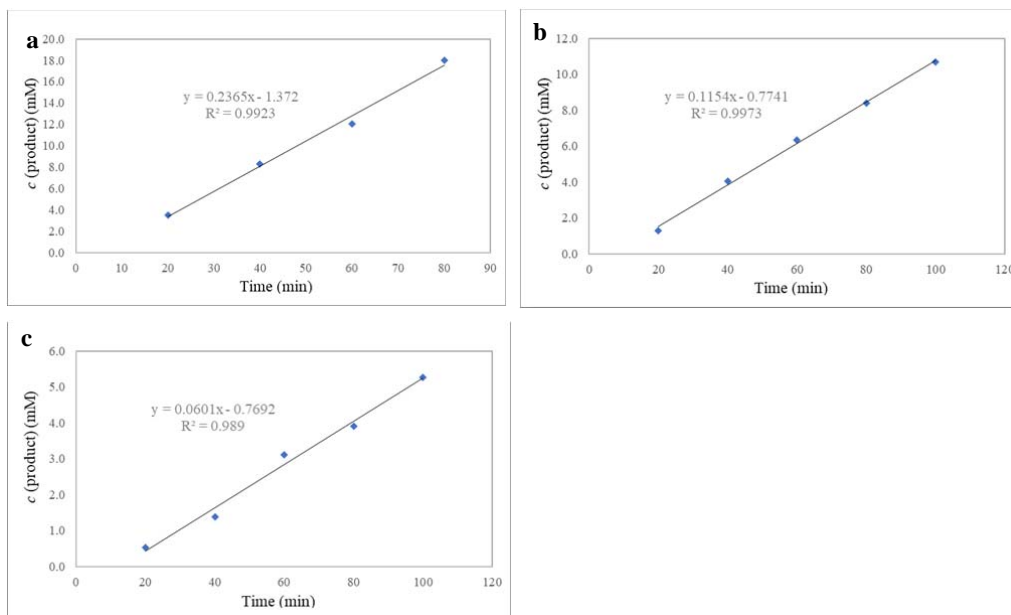 a
20.0
18.0
16.0
14.0
12.0
10.0
8.0
6.0
4.0
2.0
0.0
c (product) (mM)
y = 0.2365x - 1.372
R² = 0.9923
0 10 20 30 40 50 60 70 80 90
Time (min)
b
12.0
10.0
8.0
6.0
4.0
2.0
0.0
c (product) (mM)
y = 0.1154x - 0.7741
R² = 0.9973
0 20 40 60 80 100 120
Time (min)
c
6.0
5.0
4.0
3.0
2.0
1.0
0.0
c (product) (mM)
y = 0.0601x - 0.7692
R² = 0.989
0 20 40 60 80 100 120
Time (min)